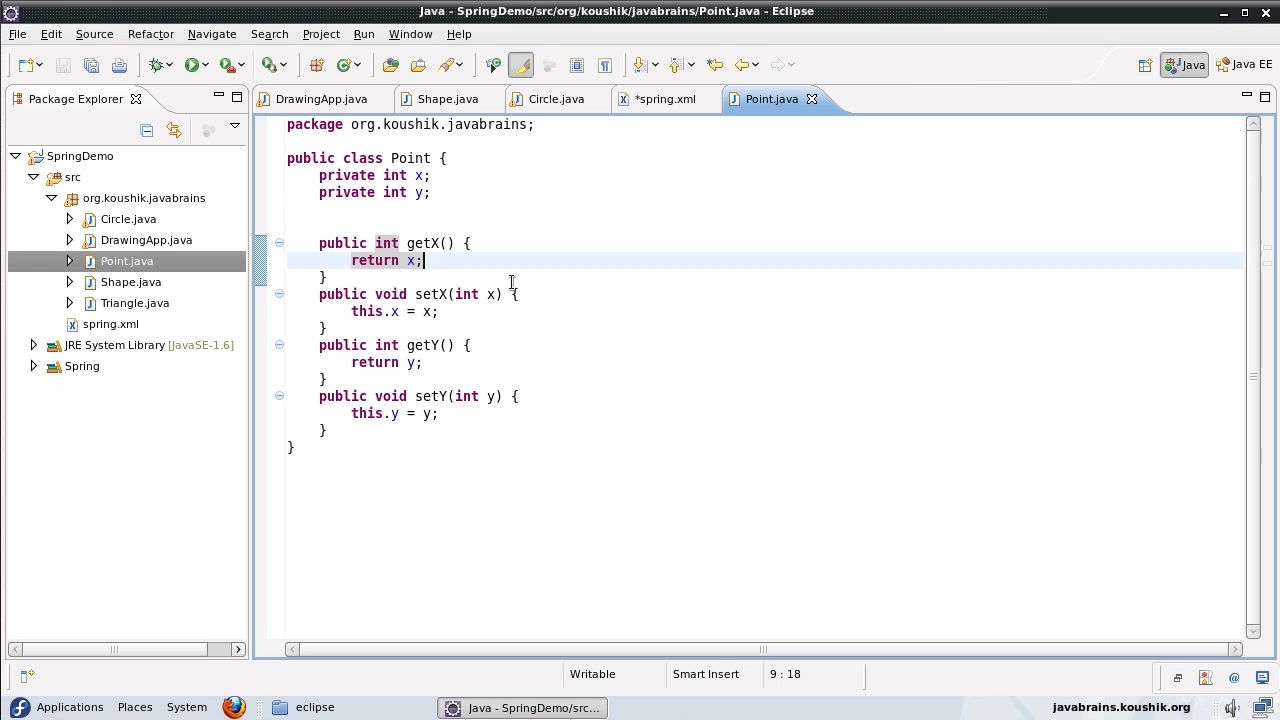 Java - SpringDemo/src/org/koushik/javabrains/Point.java - Eclipse
File Edit Source Refactor Navigate Search Project Run Window Help
Java Java EE
Package Explorer
DrawingApp.java Shape.java Circle.java *spring.xml Point.java
SpringDemo
src
org.koushik.javabrains
Circle.java
DrawingApp.java
Point.java
Shape.java
Triangle.java
spring.xml
JRE System Library [JavaSE-1.6]
Spring
package org.koushik.javabrains;
public class Point {
private int x;
private int y;
public int getX() {
return x;
}
public void setX(int x) {
this.x = x;
}
public int getY() {
return y;
}
public void setY(int y) {
this.y = y;
}
}
Writable Smart Insert 9 : 18
Applications Places System eclipse Java - SpringDemo/src... javabrains.koushik.org